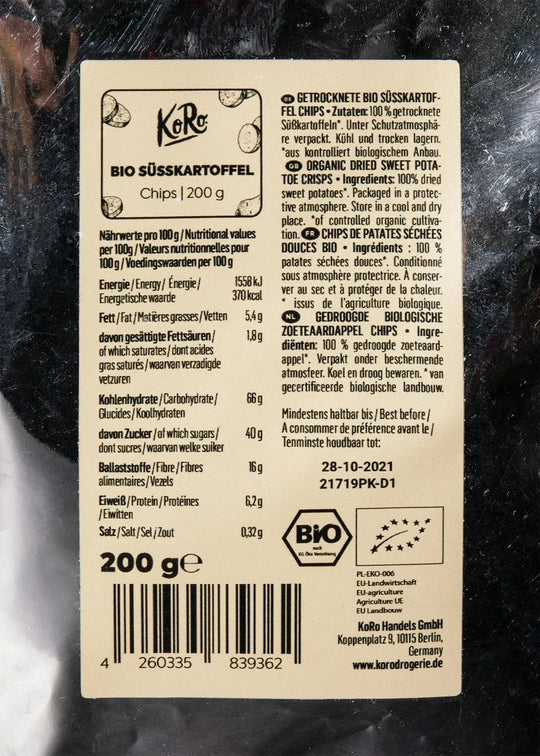 KoRo
BIO SÜSSKARTOFFEL
Chips | 200 g
Nährwerte pro 100 g / Nutritional values
per 100g / Valeurs nutritionnelles pour
100 g / Voedingswaarden per 100 g
Energie / Energy / Énergie / 1558 kJ
Energetische waarde 370 kcal
Fett / Fat / Matières grasses / Vetten 5,4 g
davon gesättigte Fettsäuren / 1,8 g
of which saturates / dont acides
gras saturés / waarvan verzadigde
vetzuren
Kohlenhydrate / Carbohydrate / 66 g
Glucides / Koolhydraten
davon Zucker / of which sugars / 40 g
dont sucres / waarvan welke suiker
Ballaststoffe / Fibre / Fibres 16 g
alimentaires / Vezels
Eiweiß / Protein / Protéines 6,2 g
/ Eiwitten
Salz / Salt / Sel / Zout 0,32 g
200 g ℮
4 260335 839362
DE GETROCKNETE BIO SÜSSKARTOF-
FEL CHIPS • Zutaten: 100 % getrocknete
Süßkartoffeln*. Unter Schutzatmosphä-
re verpackt. Kühl und trocken lagern.
*aus kontrolliert biologischem Anbau.
GB ORGANIC DRIED SWEET POTA-
TOE CRISPS • Ingredients: 100% dried
sweet potatoes*. Packaged in a protec-
tive atmosphere. Store in a cool and dry
place. *of controlled organic cultiva-
tion. FR CHIPS DE PATATES SÉCHÉES
DOUCES BIO • Ingrédients : 100 %
patates séchées douces*. Conditionné
sous atmosphère protectrice. À conser-
ver au sec et à protéger de la chaleur.
* issus de l'agriculture biologique.
NL GEDROOGDE BIOLOGISCHE
ZOETEAARDAPPEL CHIPS • Ingre-
diënten: 100 % gedroogde zoeteaard-
appel*. Verpakt onder beschermende
atmosfeer. Koel en droog bewaren. * van
gecertificeerde biologische landbouw.
Mindestens haltbar bis / Best before /
A consommer de préférence avant le /
Tenminste houdbaar tot:
28-10-2021
21719PK-D1
Bio
nach
EG-Öko-Verordnung
PL-EKO-006
EU-Landwirtschaft
EU-agriculture
Agriculture UE
EU Landbouw
KoRo Handels GmbH
Koppenplatz 9, 10115 Berlin,
Germany
www.korodrogerie.de